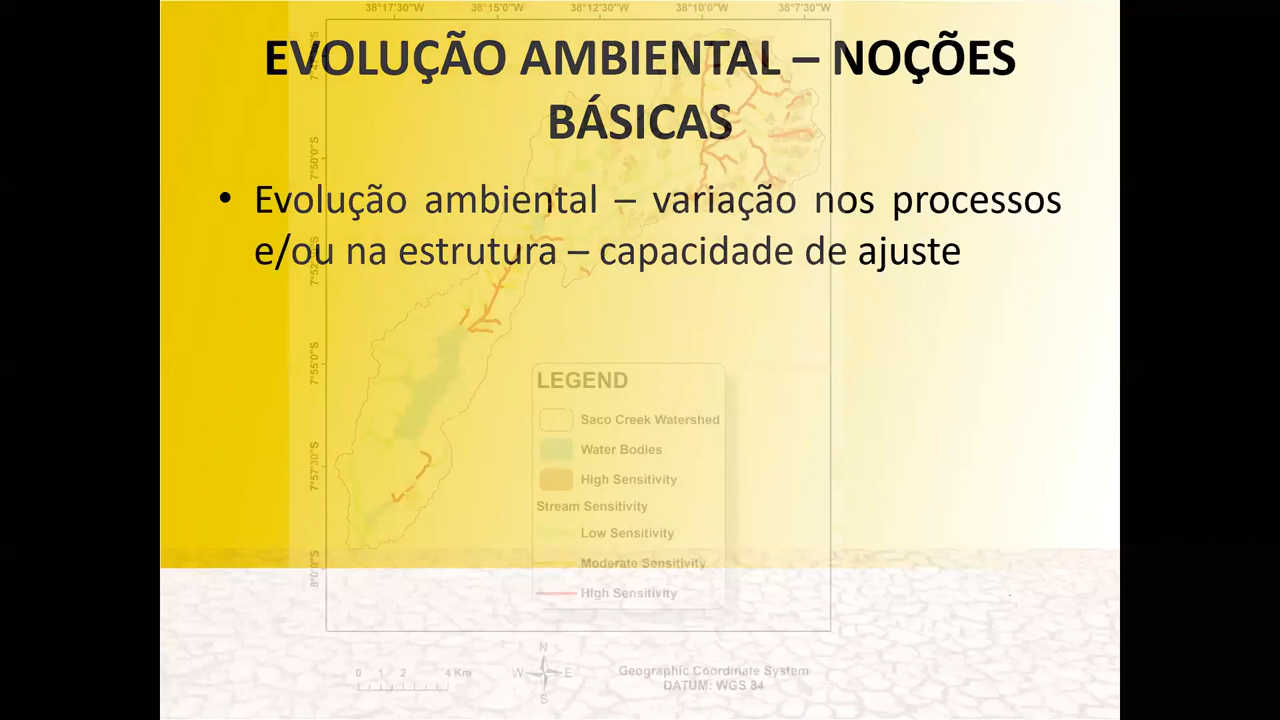 38°17'30"W 38°15'0"W 38°12'30"W 38°10'0"W 38°7'30"W
EVOLUÇÃO AMBIENTAL – NOÇÕES
BÁSICAS
7°50'0"S
• Evolução ambiental – variação nos processos
e/ou na estrutura – capacidade de ajuste
7°55'0"S
LEGEND
Saco Creek Watershed
Water Bodies
7°57'30"S
High Sensitivity
Stream Sensitivity
Low Sensitivity
Moderate Sensitivity
8°0'0"S
High Sensitivity
N
0 1 2 4 Km
W E
S
Geographic Coordinate System
DATUM: WGS 84